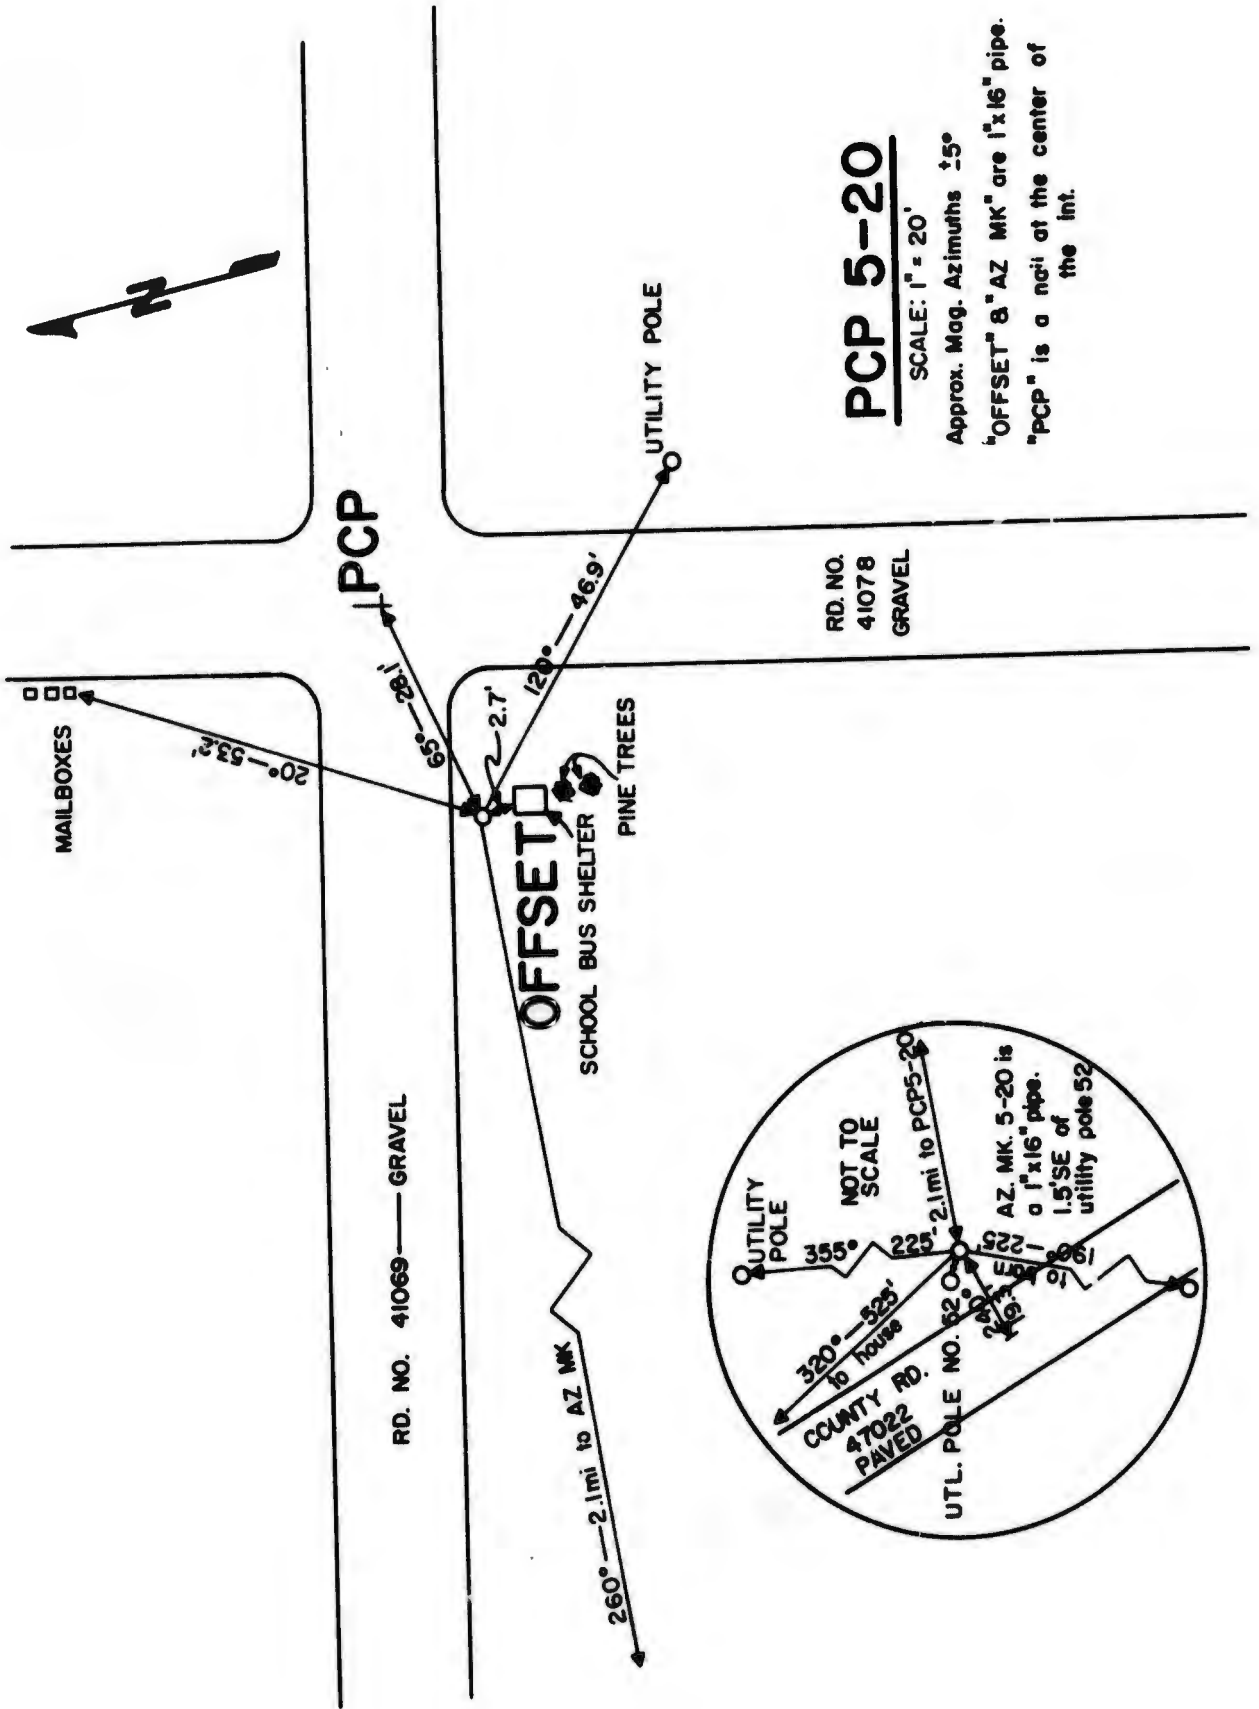 MAILBOXES
20°—53.2'
PCP
65°—28.1'
2.7'
120°—46.9'
UTILITY POLE
OFFSET
SCHOOL BUS SHELTER
PINE TREES
RD. NO. 41069——GRAVEL
260°—2.1mi to AZ MK
RD. NO.
41078
GRAVEL
N
PCP 5-20
SCALE: 1" = 20'
Approx. Mag. Azimuths ±5°
"OFFSET" & "AZ MK" are 1"x16" pipe.
"PCP" is a nail at the center of
the int.
UTILITY
POLE
NOT TO
SCALE
355°
225'
2.1mi to PCP5-20
320°—525'
to house
COUNTY RD.
47022
PAVED
UTL. POLE NO. 52
190°—225'
to
AZ. MK. 5-20 is
a 1"x16" pipe.
1.5'SE of
utility pole 52